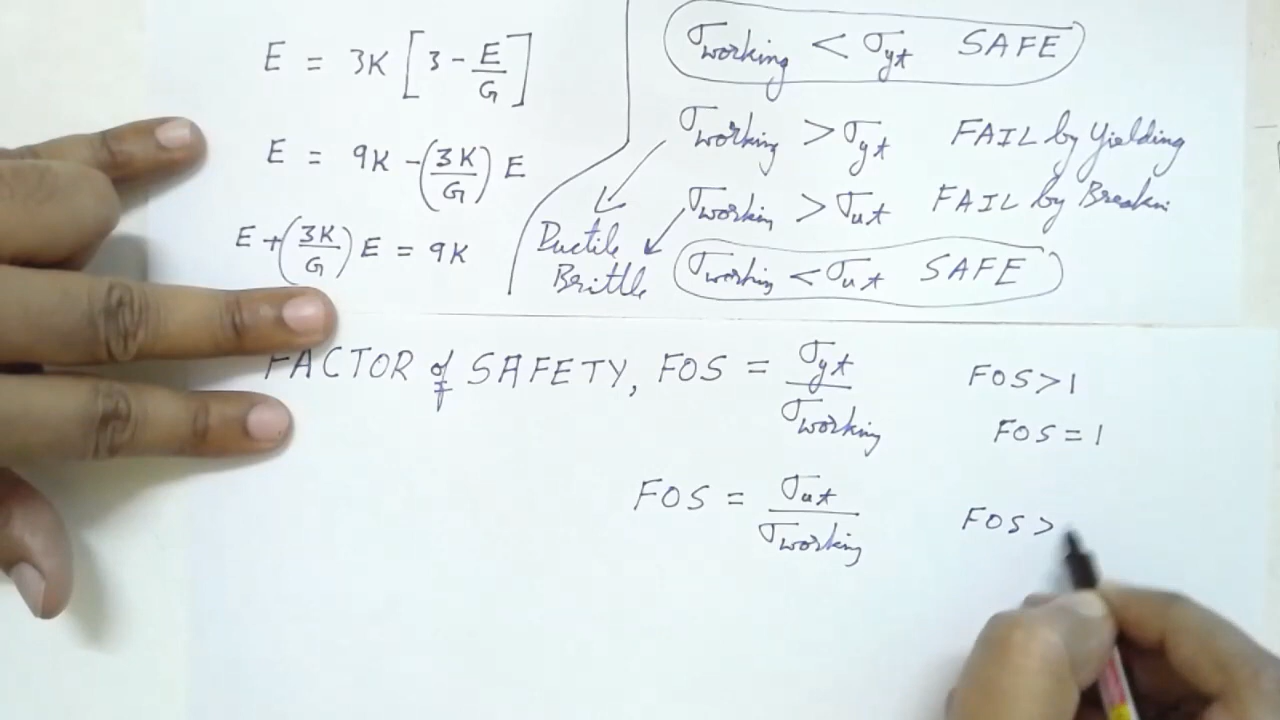 E = 3K [3 - E/G]
E = 9K - (3K/G) E
E + (3K/G) E = 9K
σworking < σyt SAFE
σworking > σyt FAIL by Yielding
σworking > σut FAIL by Breakin
Ductile
Brittle
σworkin < σut SAFE
FACTOR of SAFETY, FOS = σyt/σworking
FOS > 1
FOS = 1
FOS = σut/σworking
FOS >